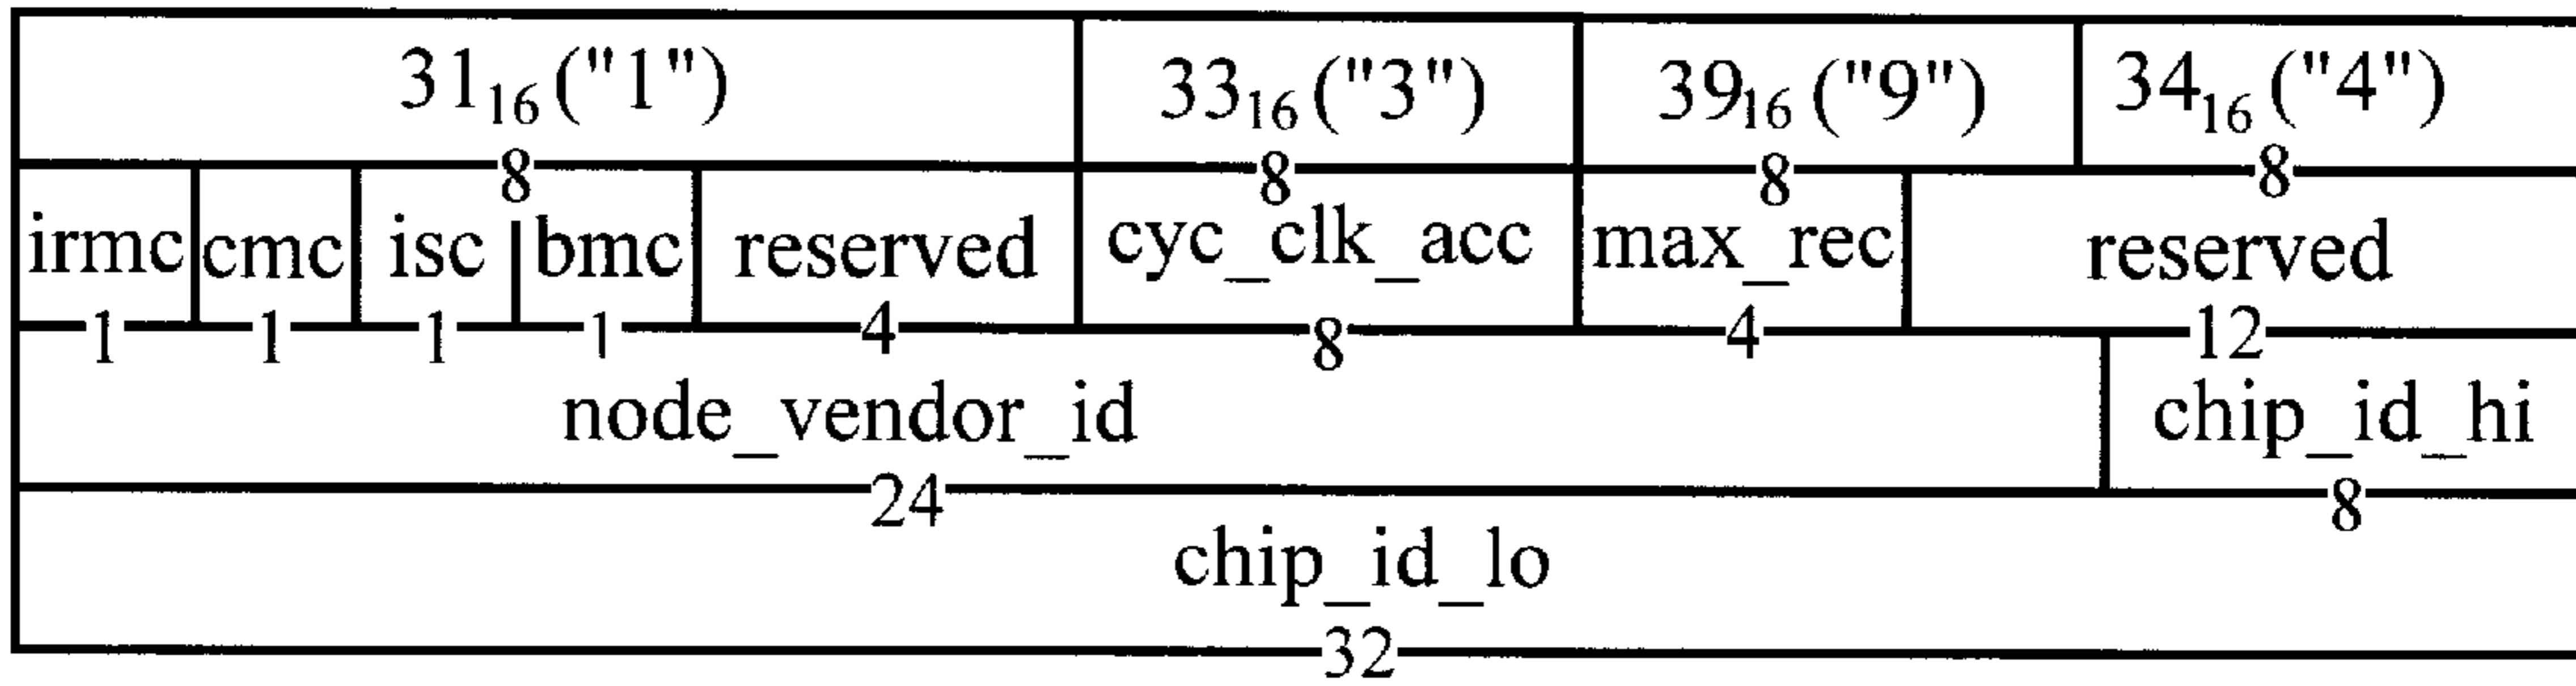 31₁₆ ("1") 33₁₆ ("3") 39₁₆ ("9") 34₁₆ ("4")
8 8 8 8
irmc cmc isc bmc reserved cyc_clk_acc max_rec reserved
1 1 1 1 4 8 4 12
node_vendor_id chip_id_hi
24 8
chip_id_lo
32